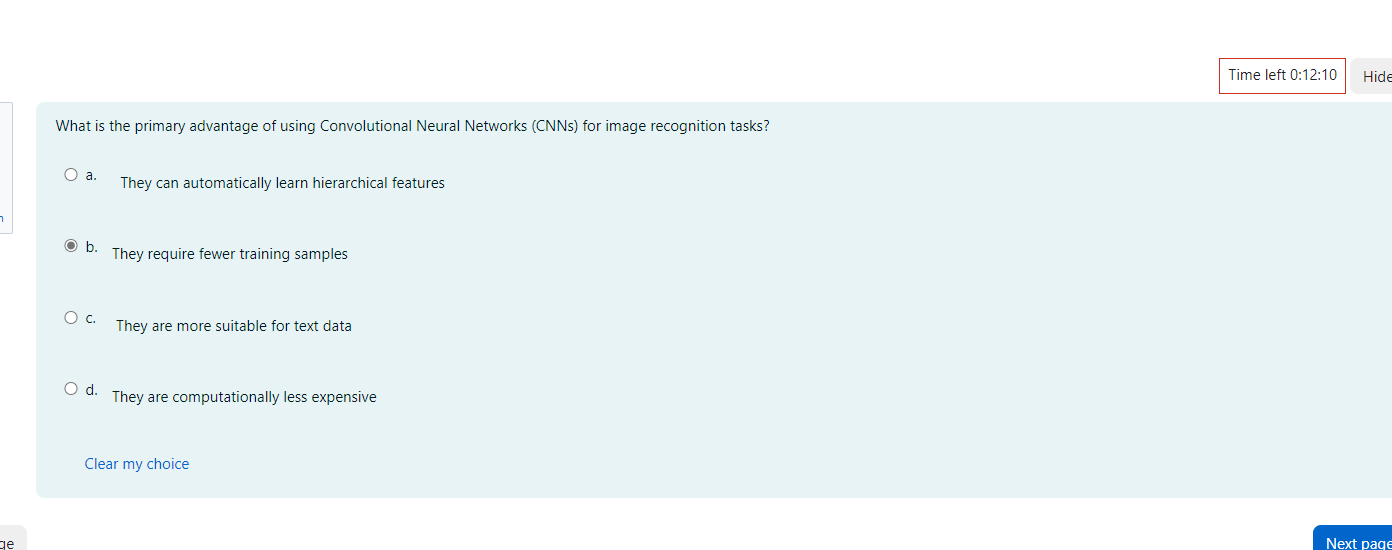 Time left 0:12:10
Hide
What is the primary advantage of using Convolutional Neural Networks (CNNs) for image recognition tasks?
a. They can automatically learn hierarchical features
b. They require fewer training samples
c. They are more suitable for text data
d. They are computationally less expensive
Clear my choice
ge
Next page